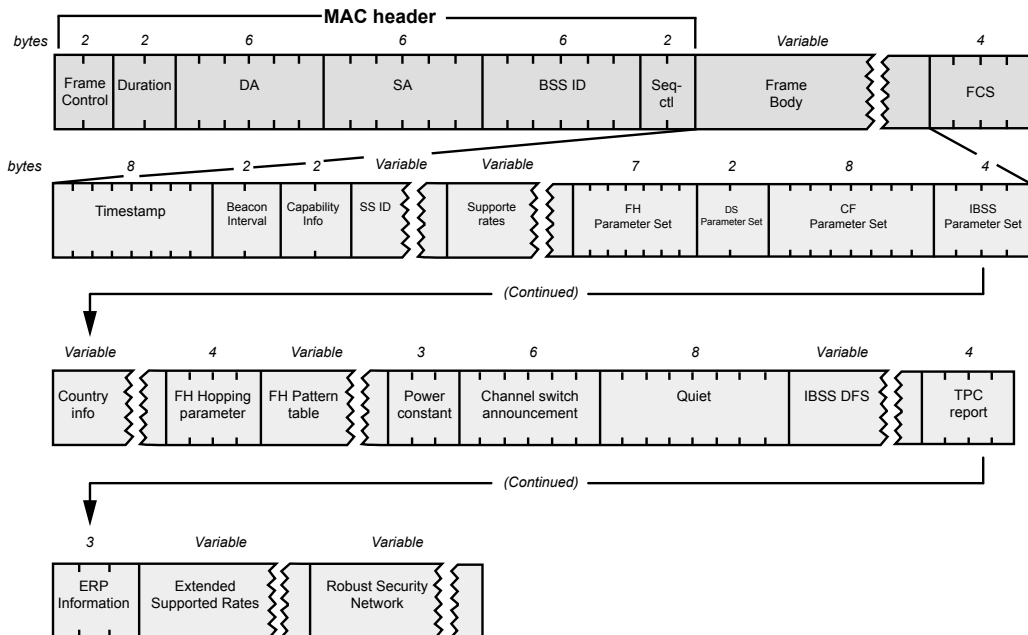 MAC header
bytes 2 2 6 6 6 2 Variable 4
Frame Control Duration DA SA BSS ID Seq-ctl Frame Body FCS
bytes 8 2 2 Variable Variable 7 2 8 4
Timestamp Beacon Interval Capability Info SS ID Supporte rates FH Parameter Set DS Parameter Set CF Parameter Set IBSS Parameter Set
(Continued)
Variable 4 Variable 3 6 8 Variable 4
Country info FH Hopping parameter FH Pattern table Power constant Channel switch announcement Quiet IBSS DFS TPC report
(Continued)
3 Variable Variable
ERP Information Extended Supported Rates Robust Security Network